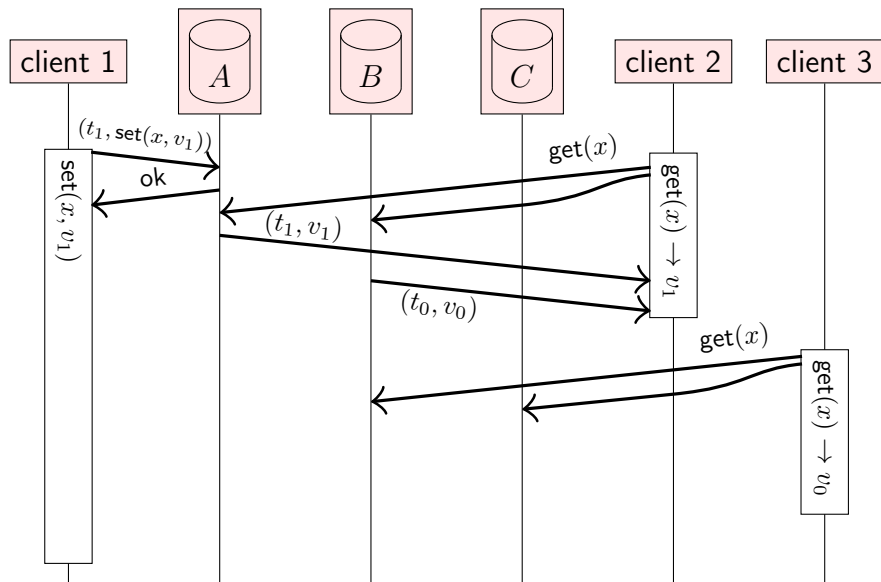 client 1
A
B
C
client 2
client 3
(t₁, set(x, v₁))
ok
set(x, v₁)
get(x)
(t₁, v₁)
get(x) → v₁
(t₀, v₀)
get(x)
get(x) → v₀